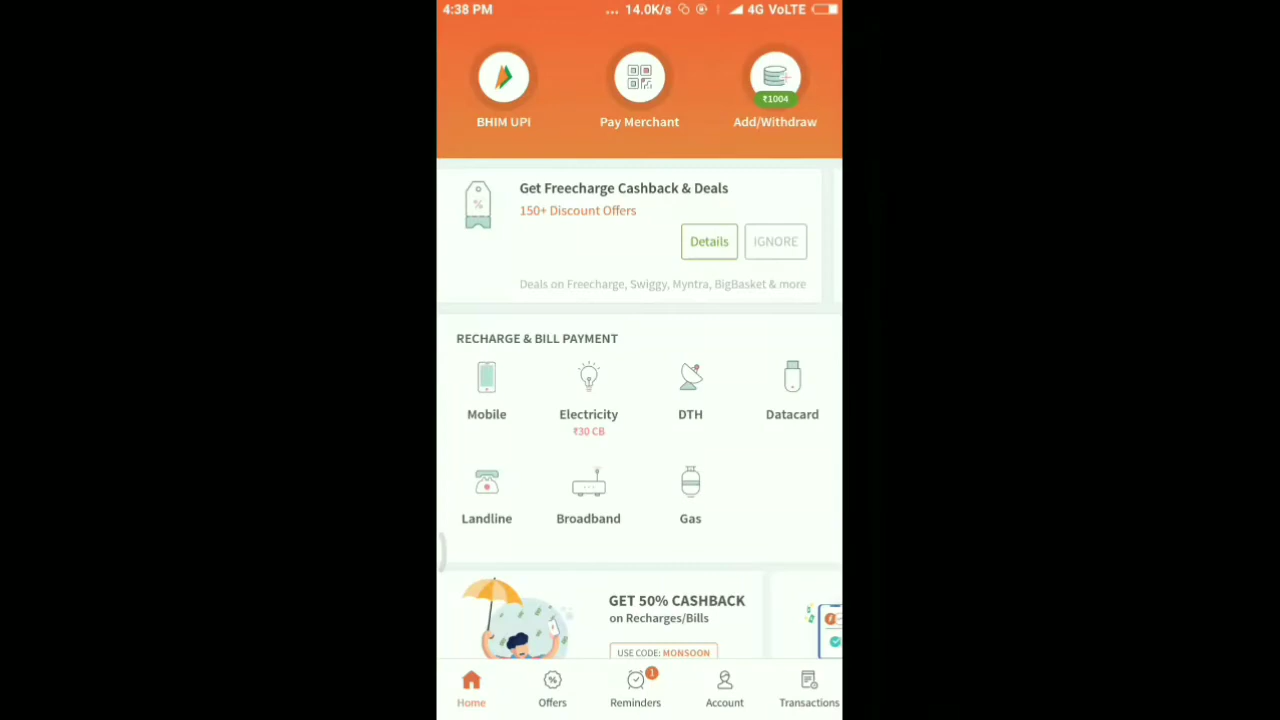 4:38 PM ... 14.0K/s 4G VoLTE
₹1004
BHIM UPI Pay Merchant Add/Withdraw
Get Freecharge Cashback & Deals
150+ Discount Offers
Details IGNORE
Deals on Freecharge, Swiggy, Myntra, BigBasket & more
RECHARGE & BILL PAYMENT
Mobile Electricity DTH Datacard
₹30 CB
Landline Broadband Gas
GET 50% CASHBACK
on Recharges/Bills
USE CODE: MONSOON
1
Home Offers Reminders Account Transactions